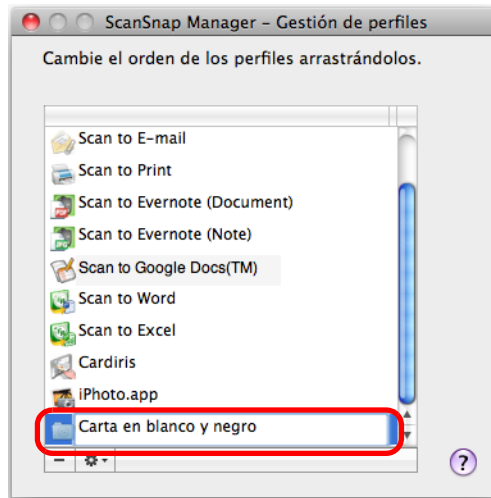 ScanSnap Manager – Gestión de perfiles
Cambie el orden de los perfiles arrastrándolos.
Scan to E-mail
Scan to Print
Scan to Evernote (Document)
Scan to Evernote (Note)
Scan to Google Docs(TM)
Scan to Word
Scan to Excel
Cardiris
iPhoto.app
Carta en blanco y negro
?